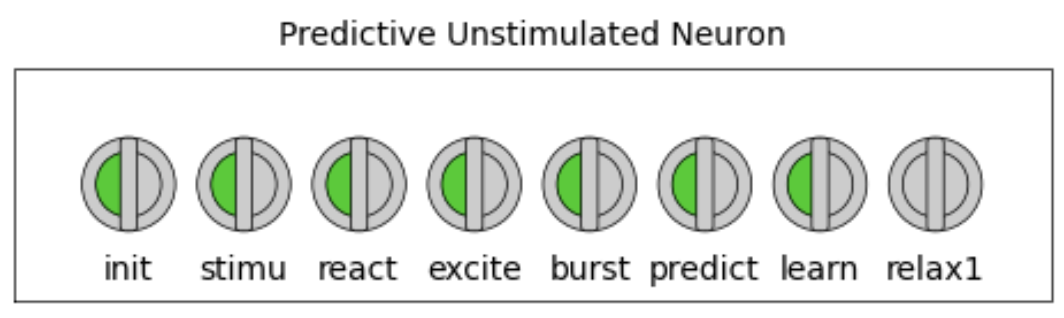 Predictive Unstimulated Neuron
init stimu react excite burst predict learn relax1